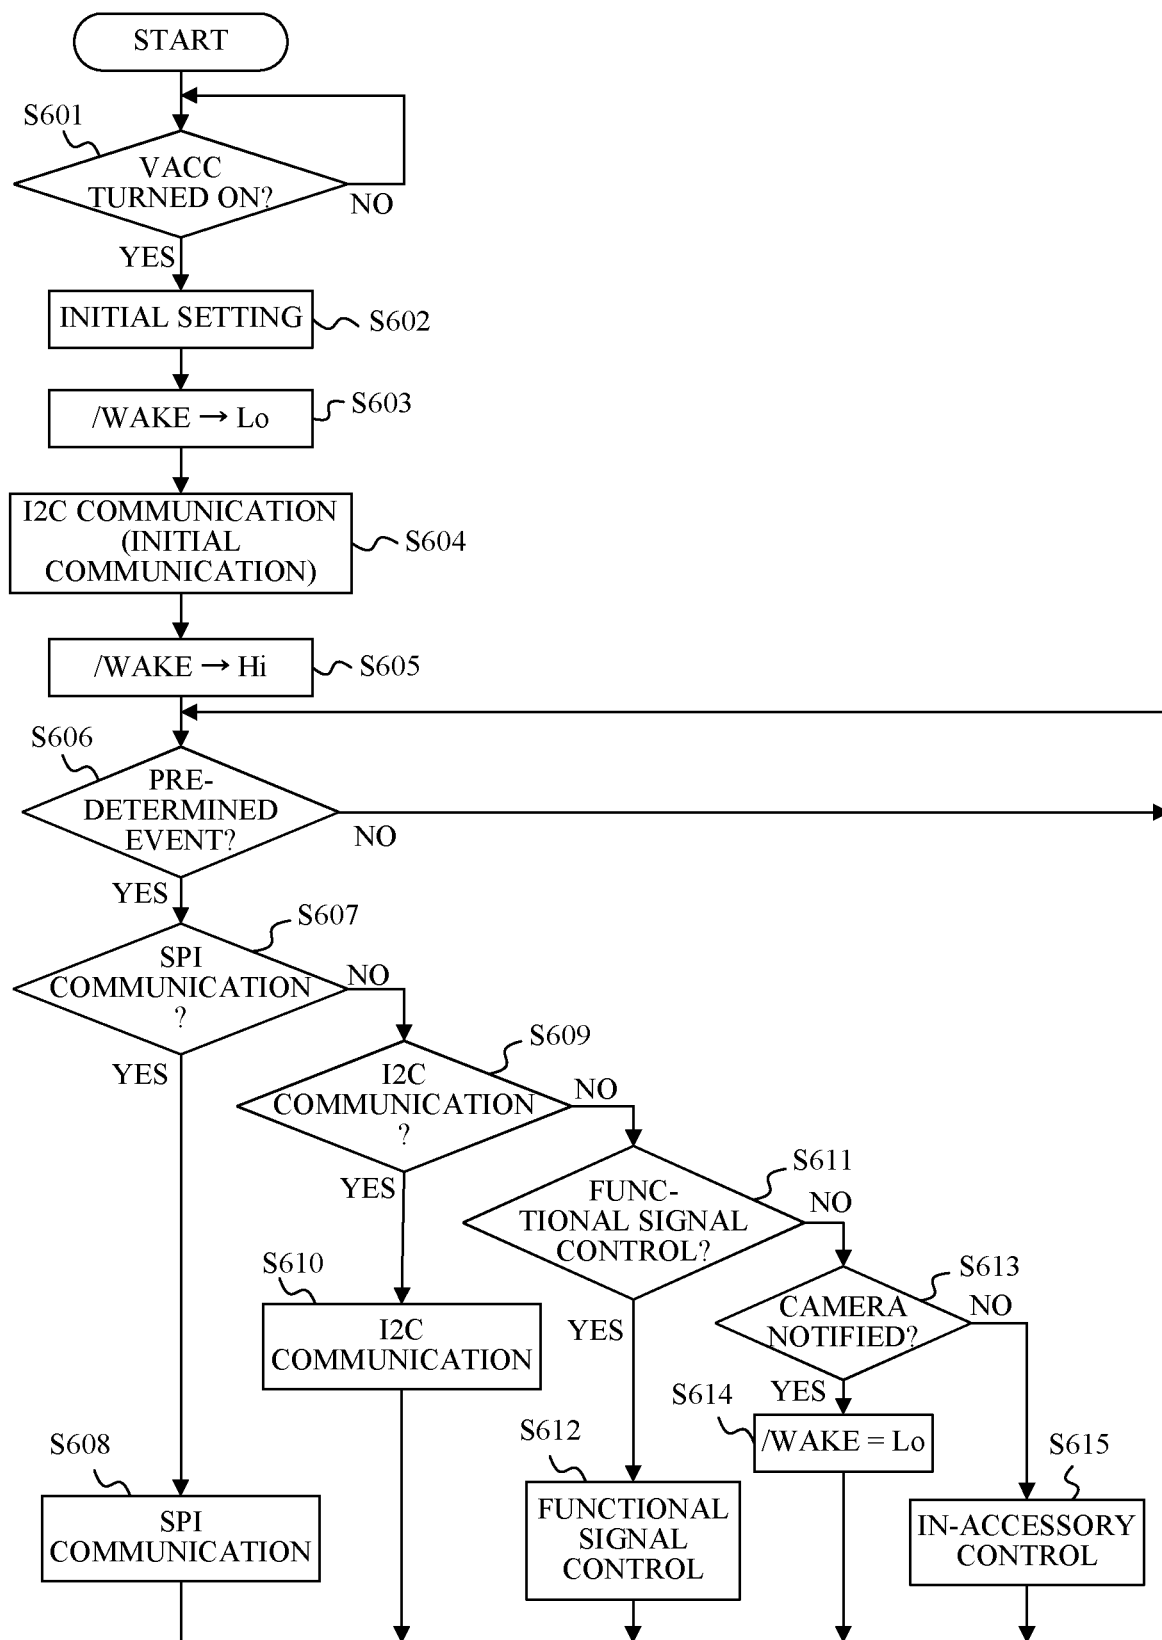 START
S601
VACC
TURNED ON?
NO
YES
INITIAL SETTING
S602
/WAKE → Lo
S603
I2C COMMUNICATION
(INITIAL
COMMUNICATION)
S604
/WAKE → Hi
S605
S606
PRE-
DETERMINED
EVENT?
NO
YES
S607
SPI
COMMUNICATION
?
NO
YES
S609
I2C
COMMUNICATION
?
NO
YES
S611
FUNC-
TIONAL SIGNAL
CONTROL?
NO
YES
S610
I2C
COMMUNICATION
S613
CAMERA
NOTIFIED?
NO
YES
S614
/WAKE = Lo
S608
SPI
COMMUNICATION
S612
FUNCTIONAL
SIGNAL
CONTROL
S615
IN-ACCESSORY
CONTROL